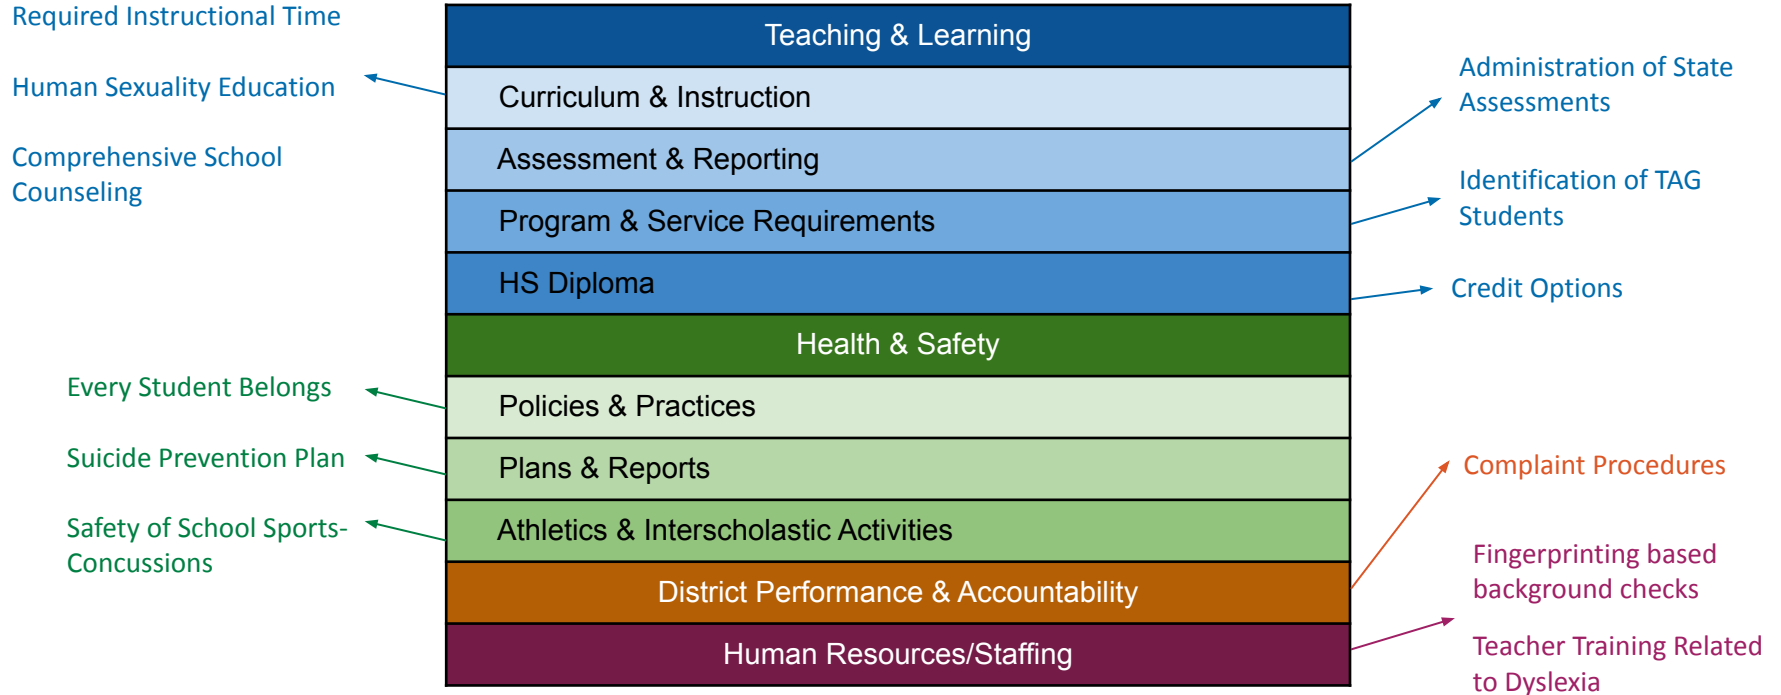 Required Instructional Time
Human Sexuality Education
Comprehensive School
Counseling
Teaching & Learning
Curriculum & Instruction
Assessment & Reporting
Program & Service Requirements
HS Diploma
Administration of State
Assessments
Identification of TAG
Students
Credit Options
Health & Safety
Every Student Belongs
Suicide Prevention Plan
Safety of School Sports-
Concussions
Policies & Practices
Plans & Reports
Athletics & Interscholastic Activities
District Performance & Accountability
Human Resources/Staffing
Complaint Procedures
Fingerprinting based
background checks
Teacher Training Related
to Dyslexia